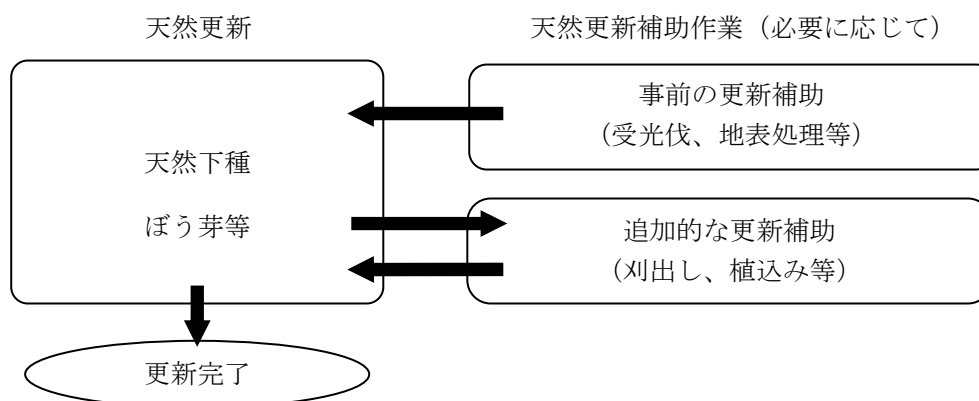 天然更新
天然更新補助作業（必要に応じて）
事前の更新補助
（受光伐、地表処理等）
天然下種
ぼう芽等
追加的な更新補助
（刈出し、植込み等）
更新完了